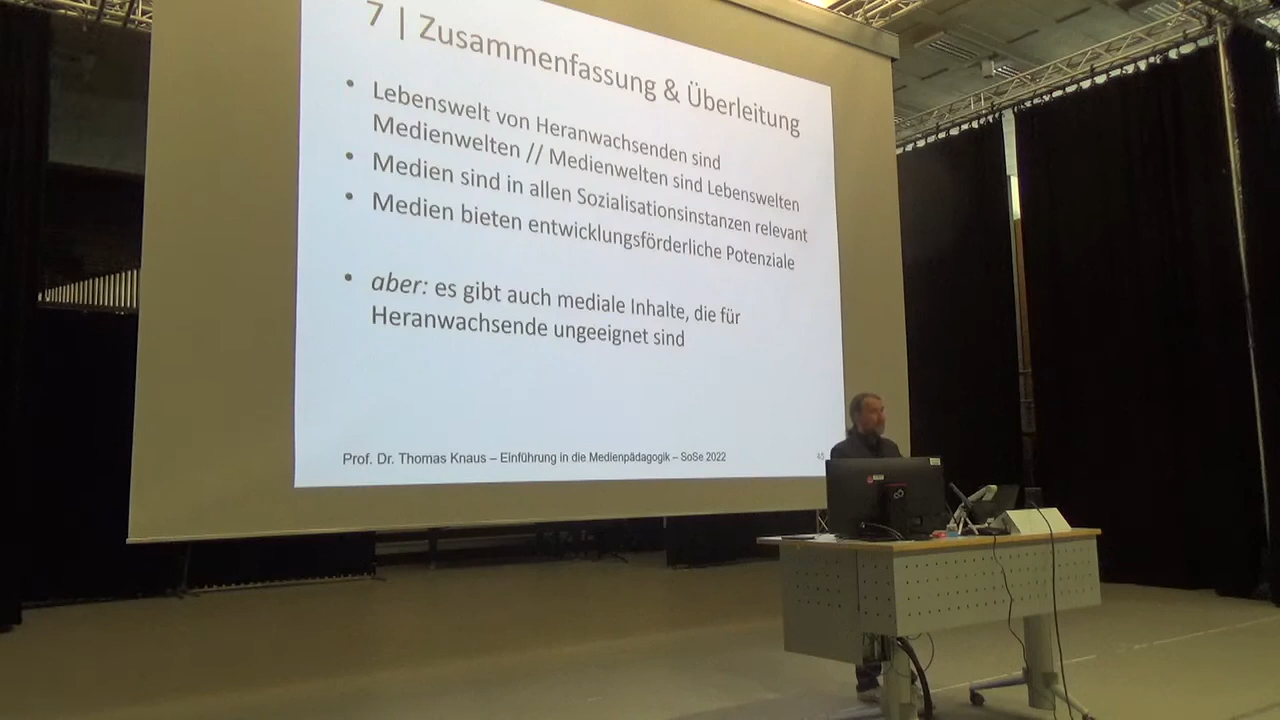 7 | Zusammenfassung & Überleitung
• Lebenswelt von Heranwachsenden sind
Medienwelten // Medienwelten sind Lebenswelten
• Medien sind in allen Sozialisationsinstanzen relevant
• Medien bieten entwicklungsförderliche Potenziale
• aber: es gibt auch mediale Inhalte, die für
Heranwachsende ungeeignet sind
Prof. Dr. Thomas Knaus – Einführung in die Medienpädagogik – SoSe 2022